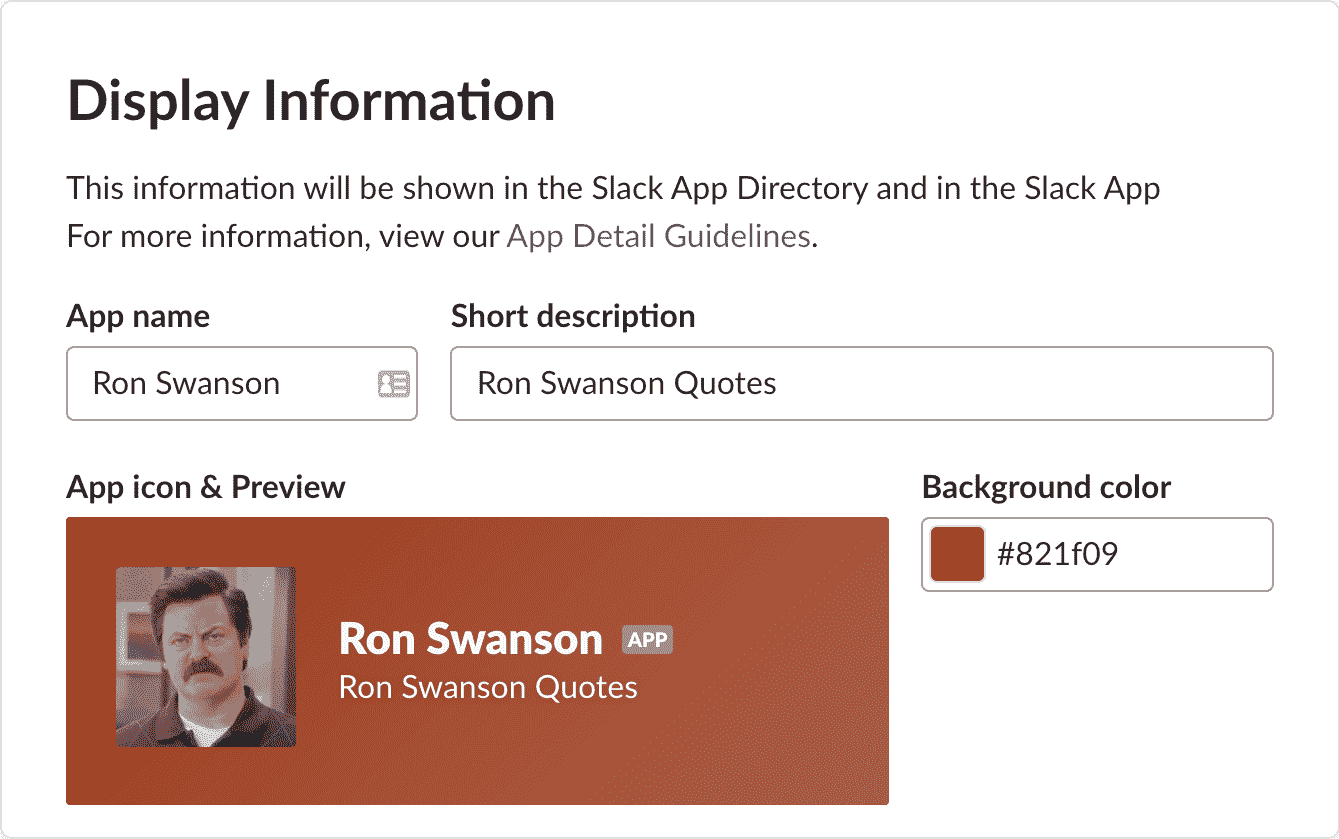 Display Information
This information will be shown in the Slack App Directory and in the Slack App
For more information, view our App Detail Guidelines.
App name
Short description
Ron Swanson
Ron Swanson Quotes
App icon & Preview
Background color
#821f09
Ron Swanson APP
Ron Swanson Quotes